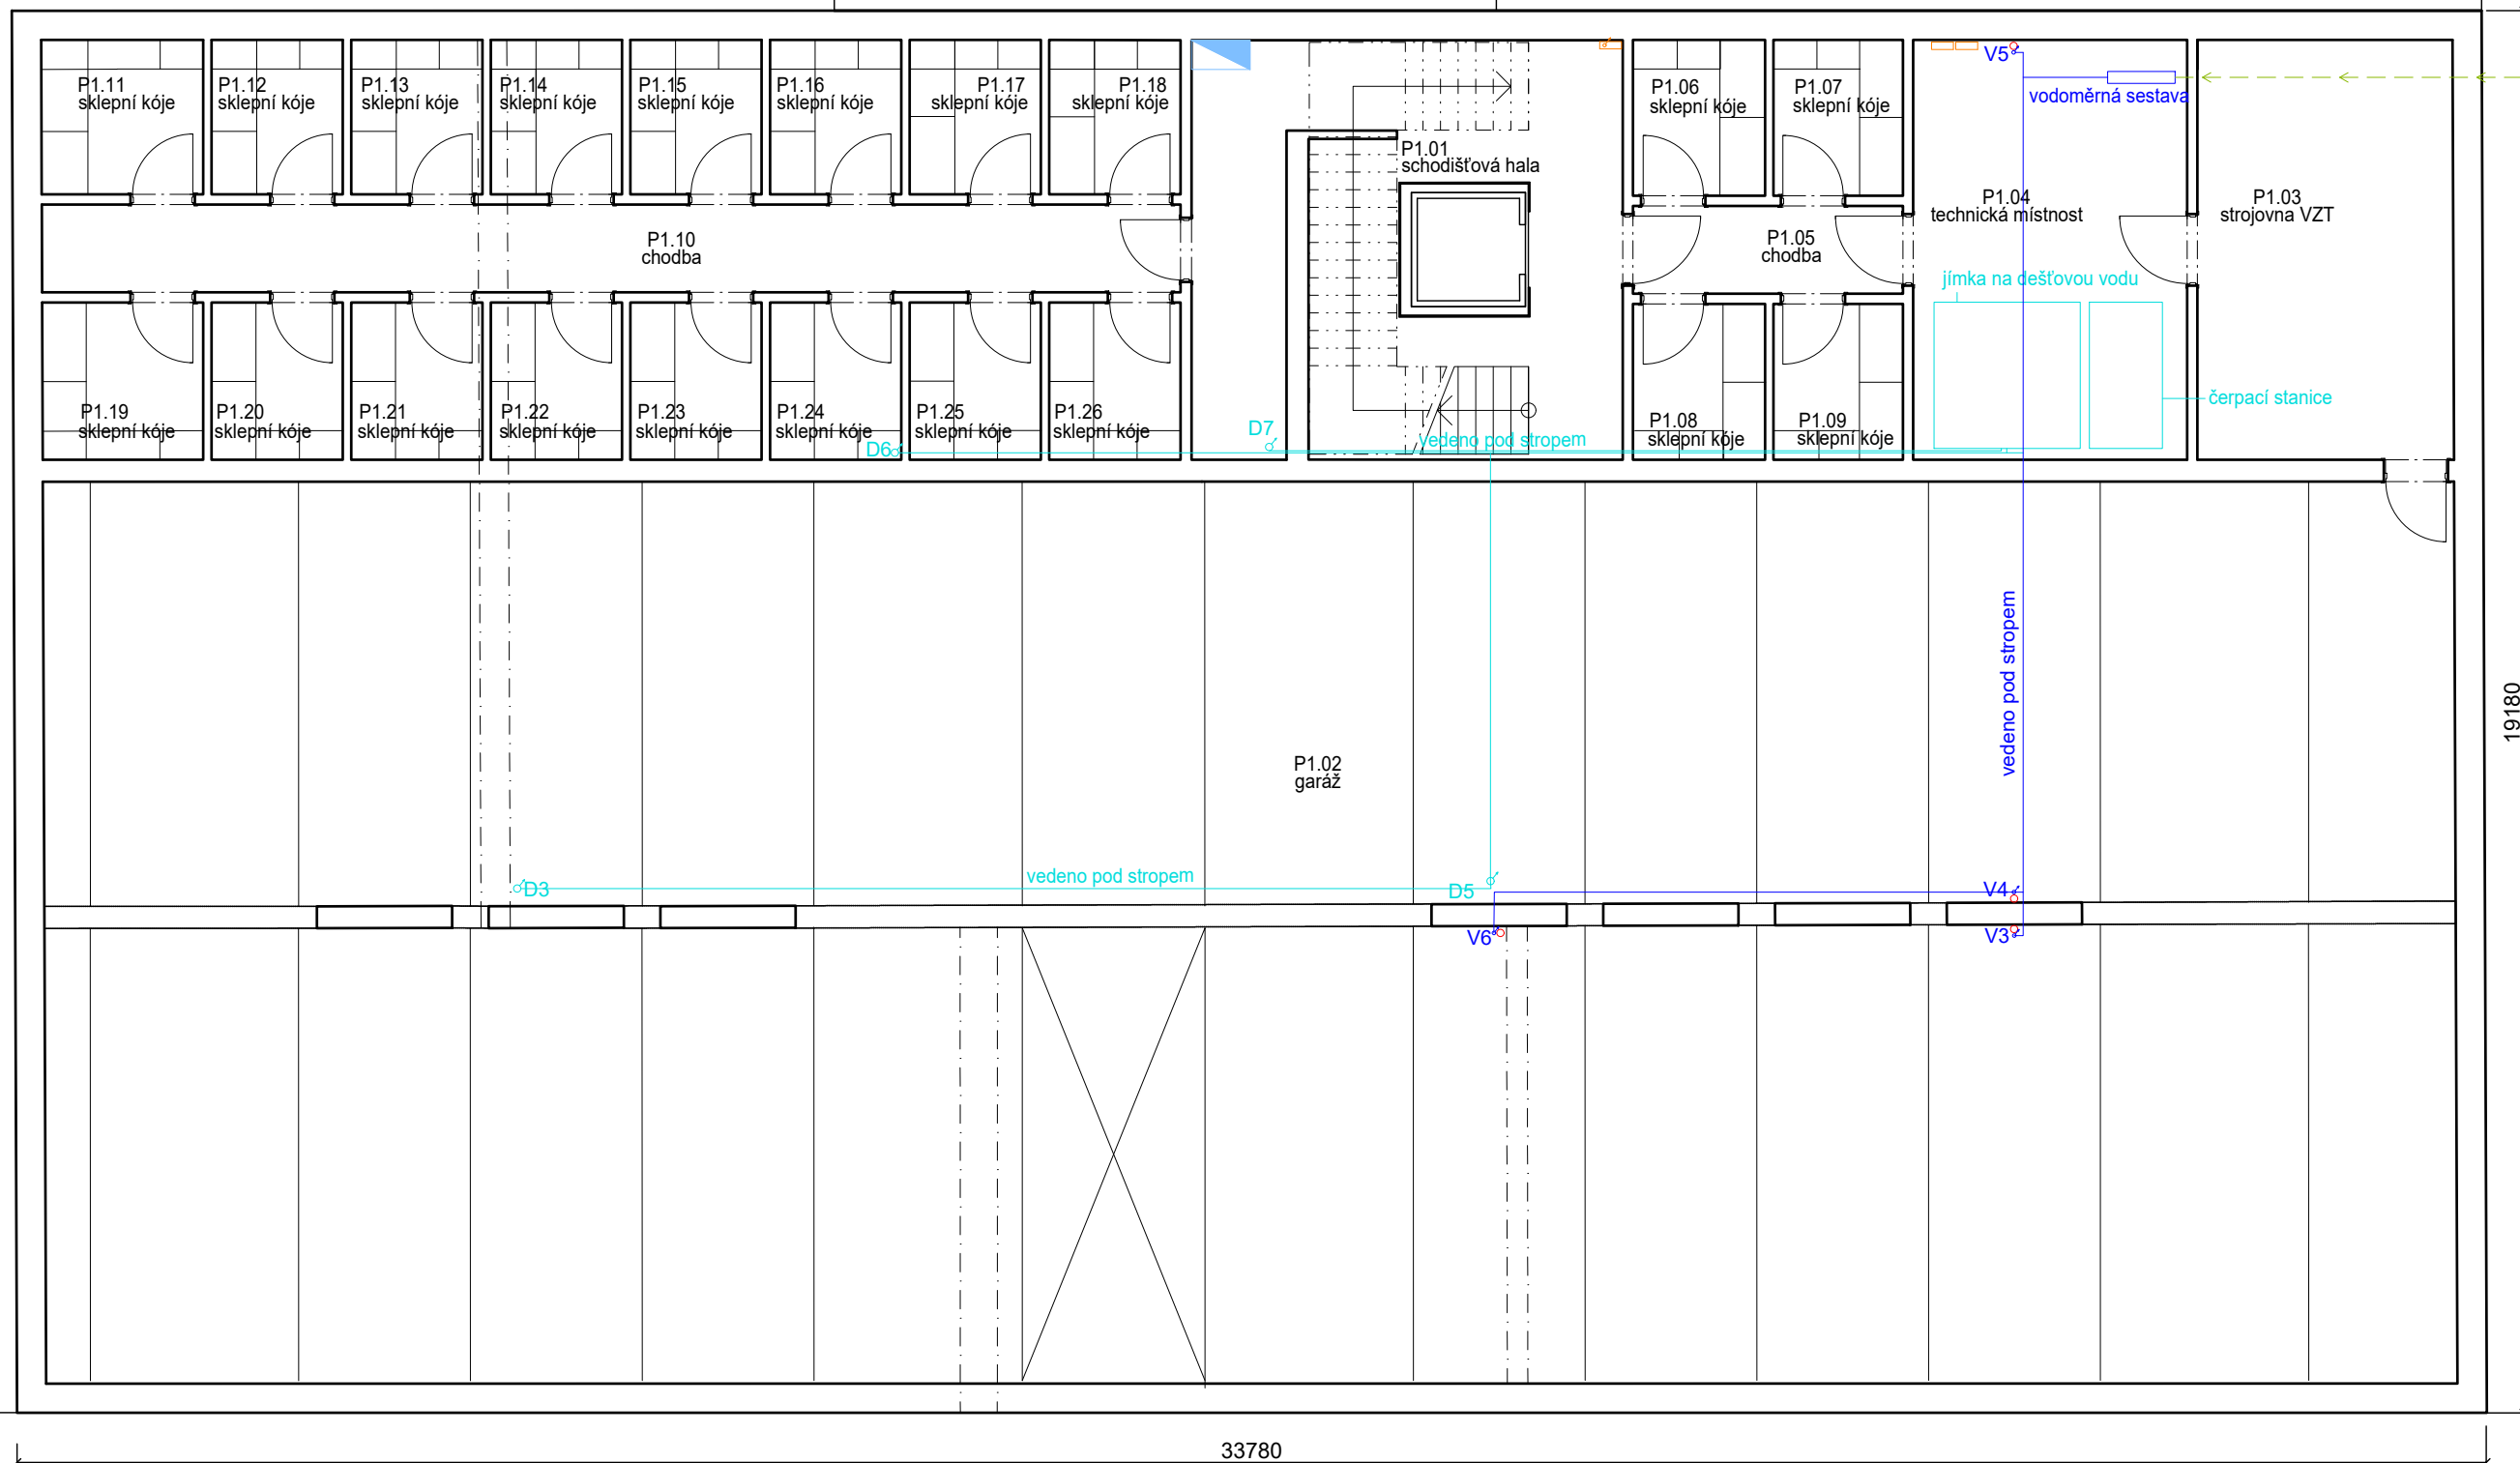 P1.11
sklepní kóje
P1.12
sklepní kóje
P1.13
sklepní kóje
P1.14
sklepní kóje
P1.15
sklepní kóje
P1.16
sklepní kóje
P1.17
sklepní kóje
P1.18
sklepní kóje
P1.01
schodišťová hala
P1.06
sklepní kóje
P1.07
sklepní kóje
V5
vodoměrná sestava
P1.04
technická místnost
P1.03
strojovna VZT
P1.10
chodba
P1.05
chodba
jímka na dešťovou vodu
čerpací stanice
P1.19
sklepní kóje
P1.20
sklepní kóje
P1.21
sklepní kóje
P1.22
sklepní kóje
P1.23
sklepní kóje
P1.24
sklepní kóje
P1.25
sklepní kóje
P1.26
sklepní kóje
D6
D7
vedeno pod stropem
P1.08
sklepní kóje
P1.09
sklepní kóje
vedeno pod stropem
19180
P1.02
garáž
D3
vedeno pod stropem
D5
V4
V6
V3
33780